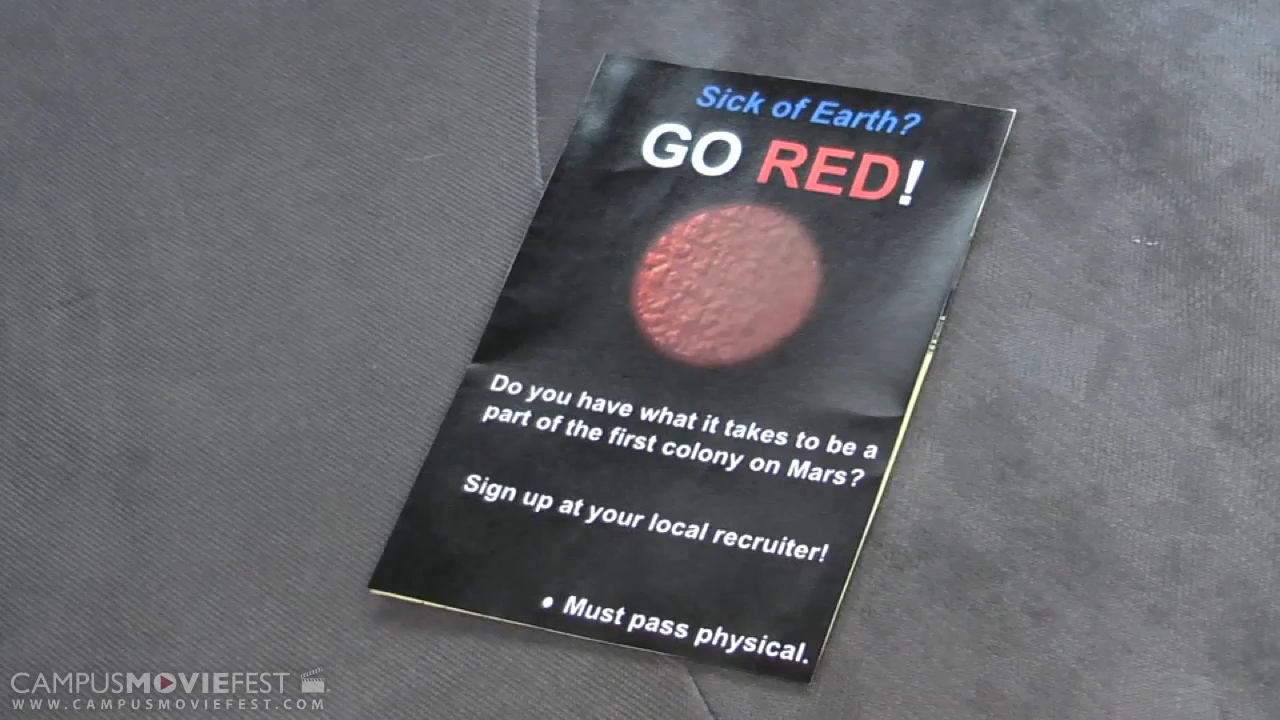 Sick of Earth?
GO RED!
Do you have what it takes to be a
part of the first colony on Mars?
Sign up at your local recruiter!
• Must pass physical.
CAMPUSMOVIEFEST
WWW.CAMPUSMOVIEFEST.COM